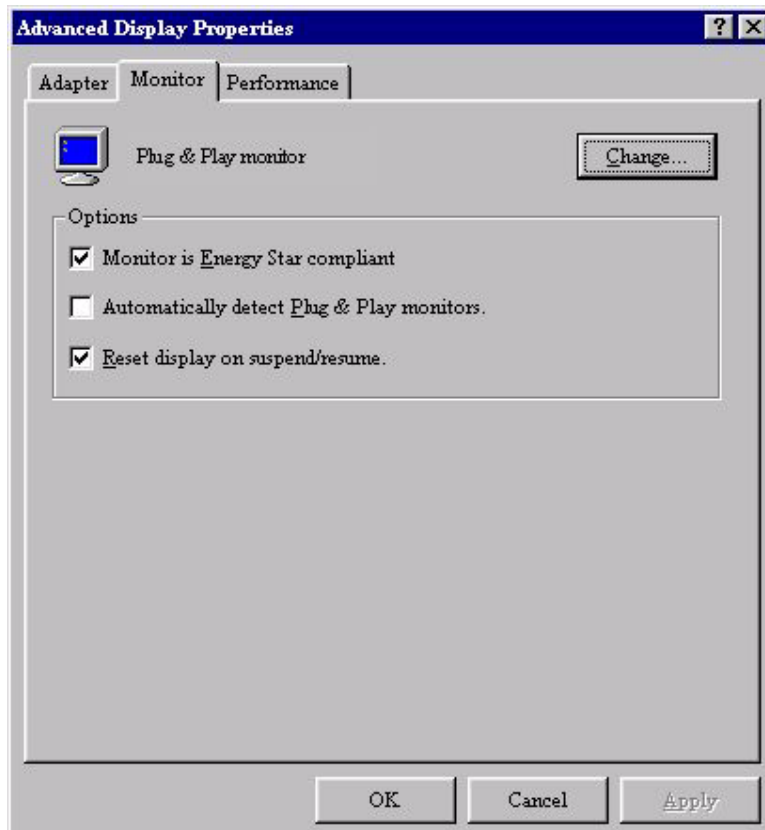 Advanced Display Properties
Adapter Monitor Performance
Plug & Play monitor
Change...
Options
Monitor is Energy Star compliant
Automatically detect Plug & Play monitors.
Reset display on suspend/resume.
OK Cancel Apply